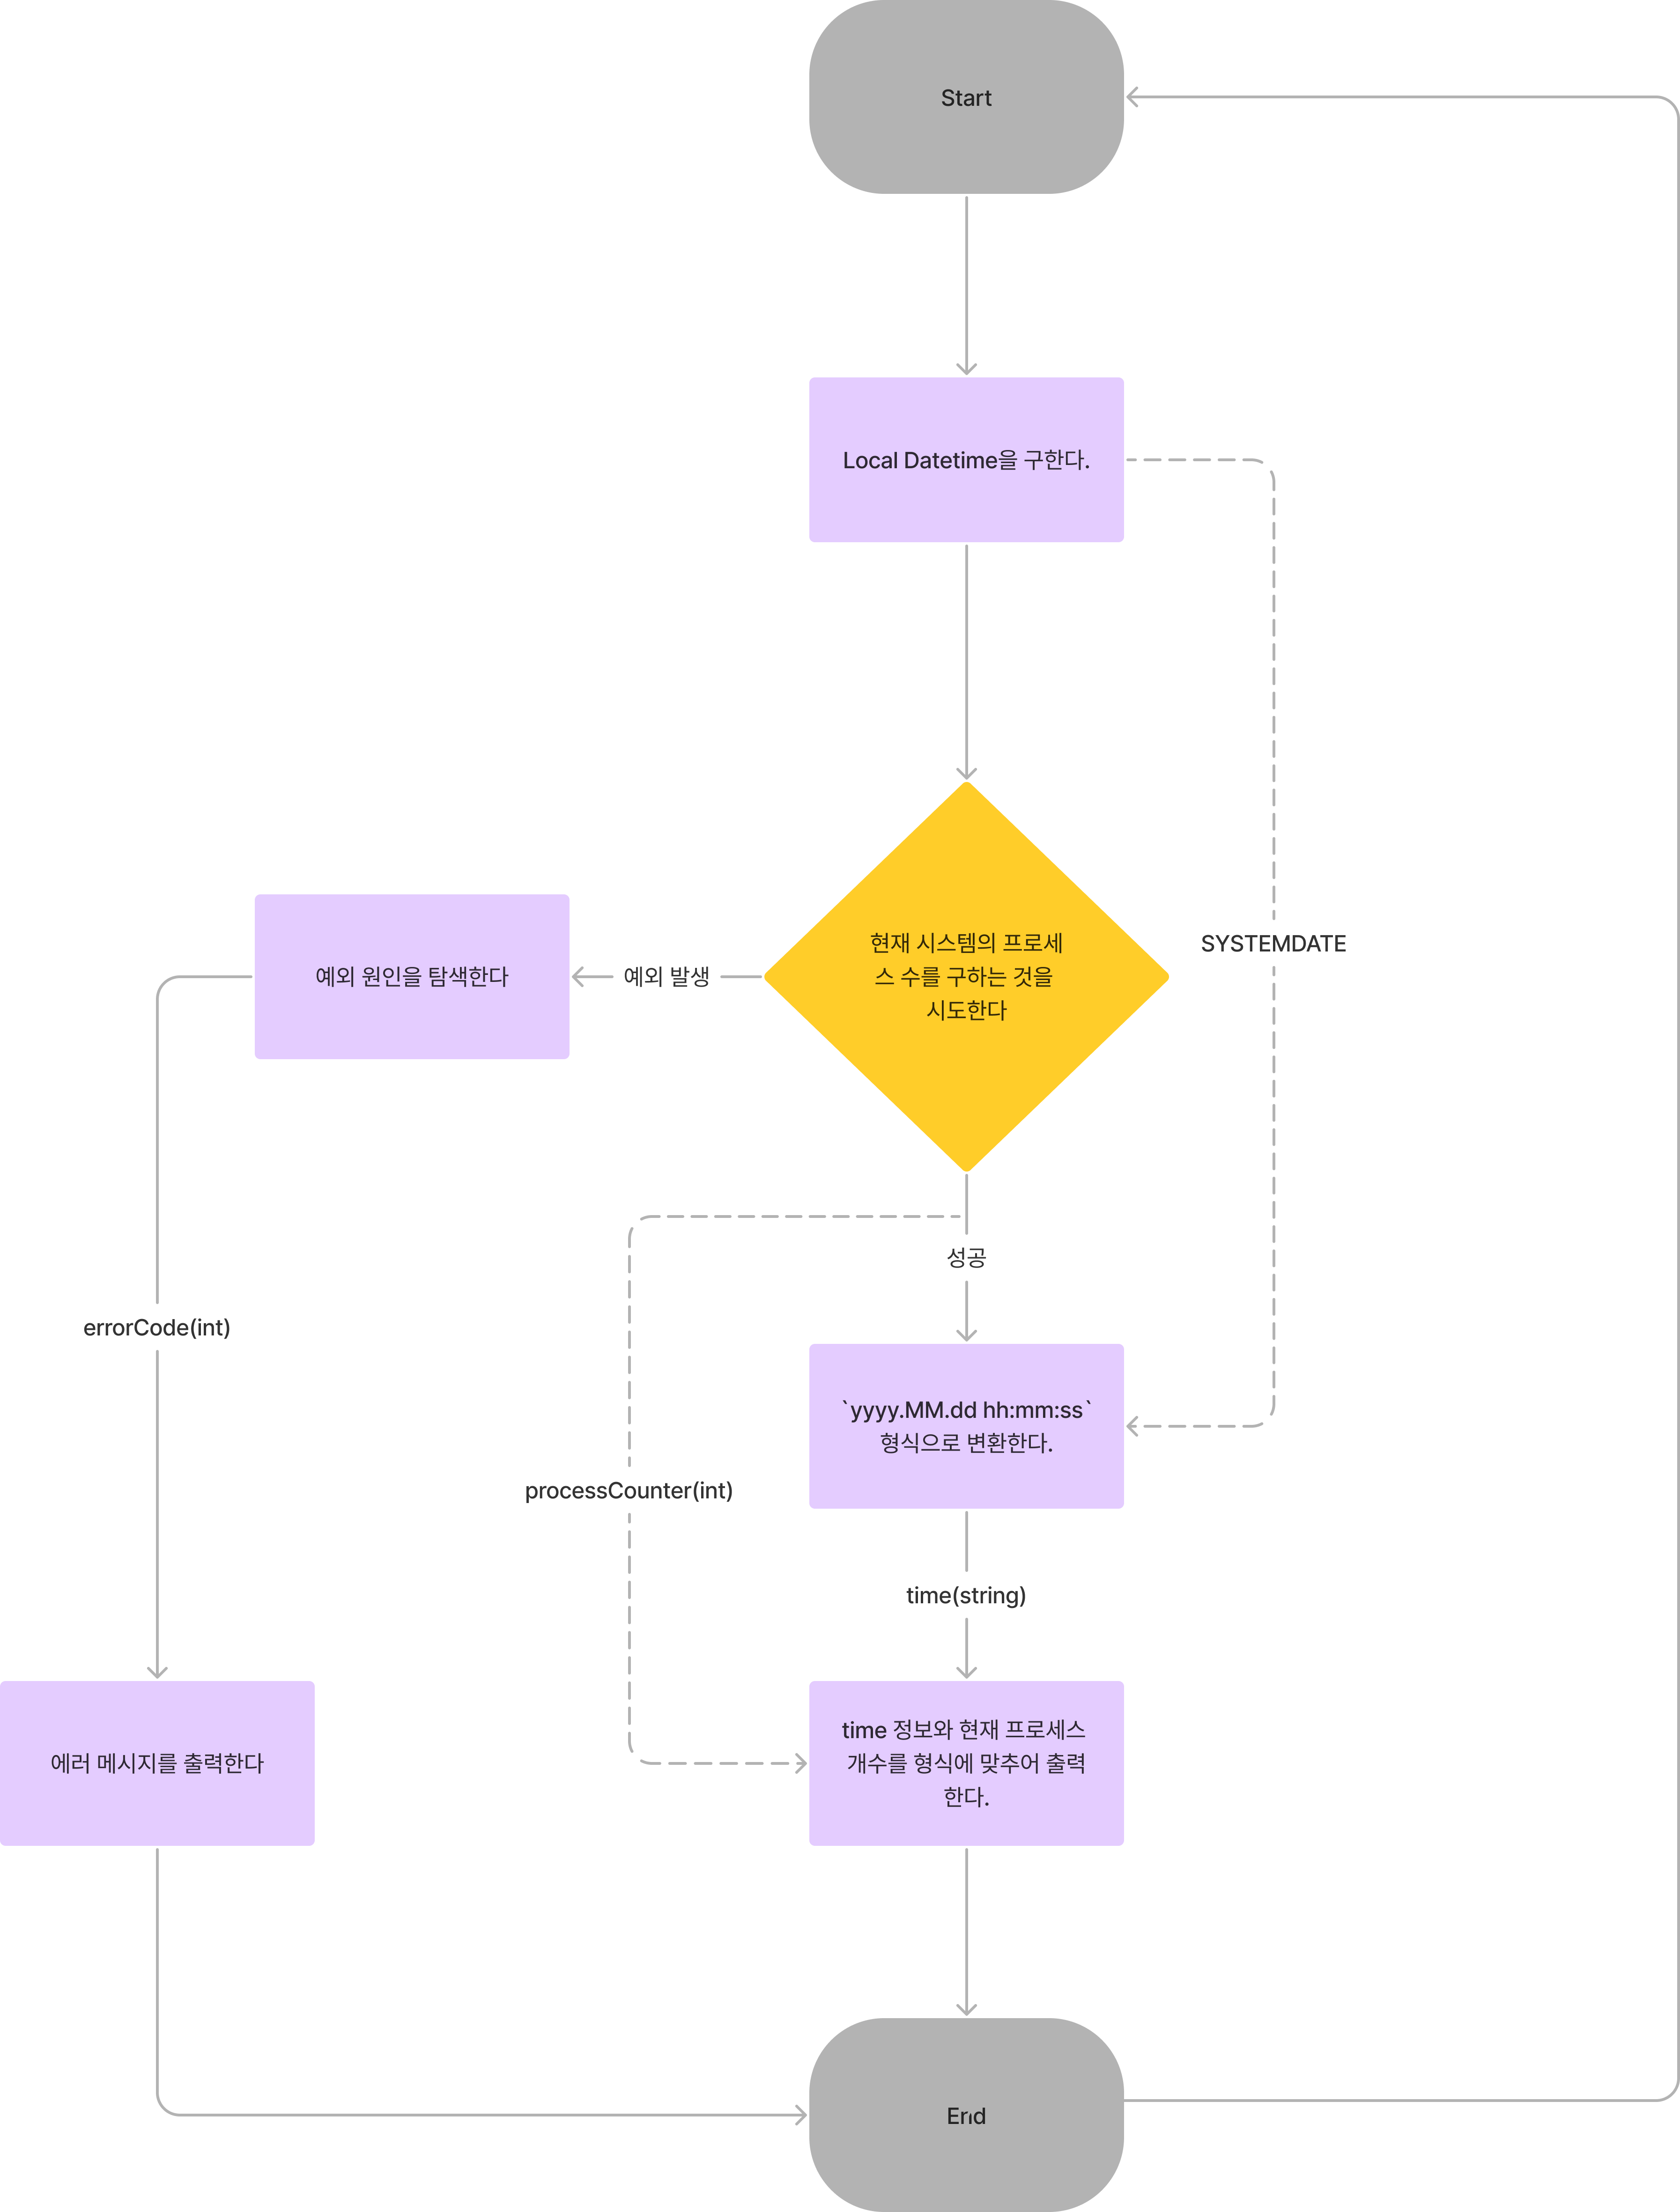 Start
Local Datetime을 구한다.
SYSTEMDATE
현재 시스템의 프로세
스 수를 구하는 것을
시도한다
예외 발생
예외 원인을 탐색한다
성공
errorCode(int)
`yyyy.MM.dd hh:mm:ss`
형식으로 변환한다.
processCounter(int)
time(string)
time 정보와 현재 프로세스
개수를 형식에 맞추어 출력
한다.
에러 메시지를 출력한다
End